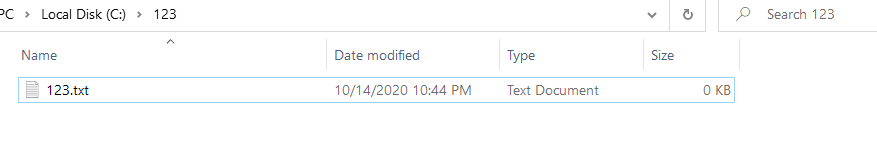 PC > Local Disk (C:) > 123 Search 123
Name Date modified Type Size
123.txt 10/14/2020 10:44 PM Text Document 0 KB